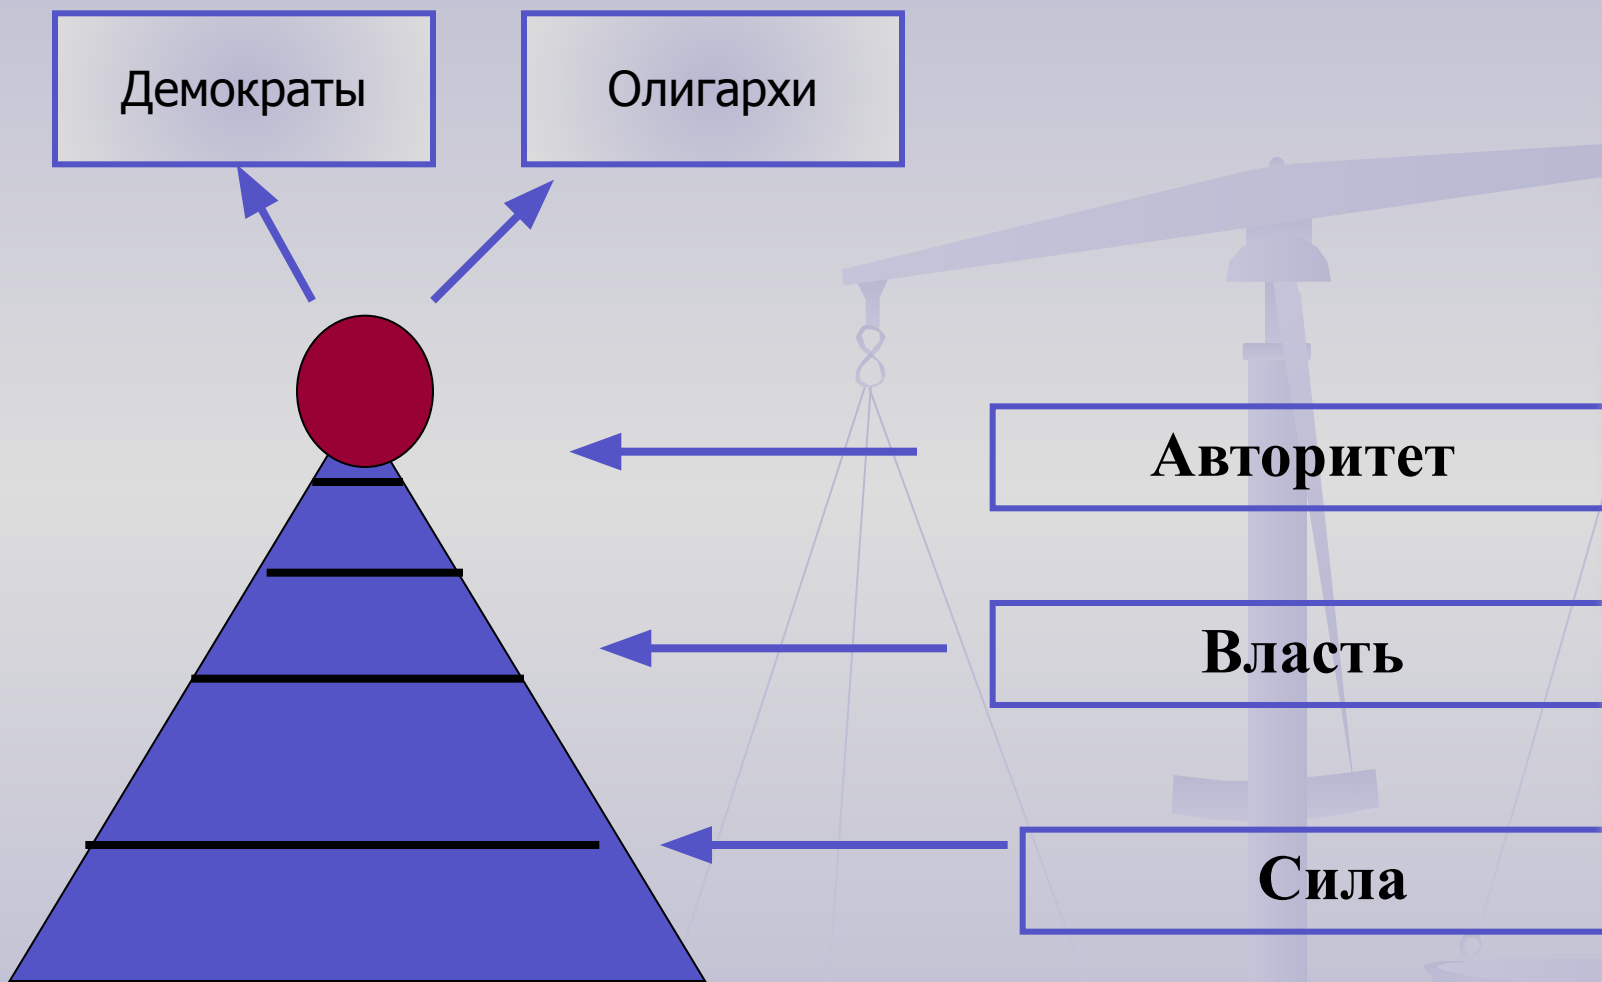 Демократы
Олигархи
Авторитет
Власть
Сила